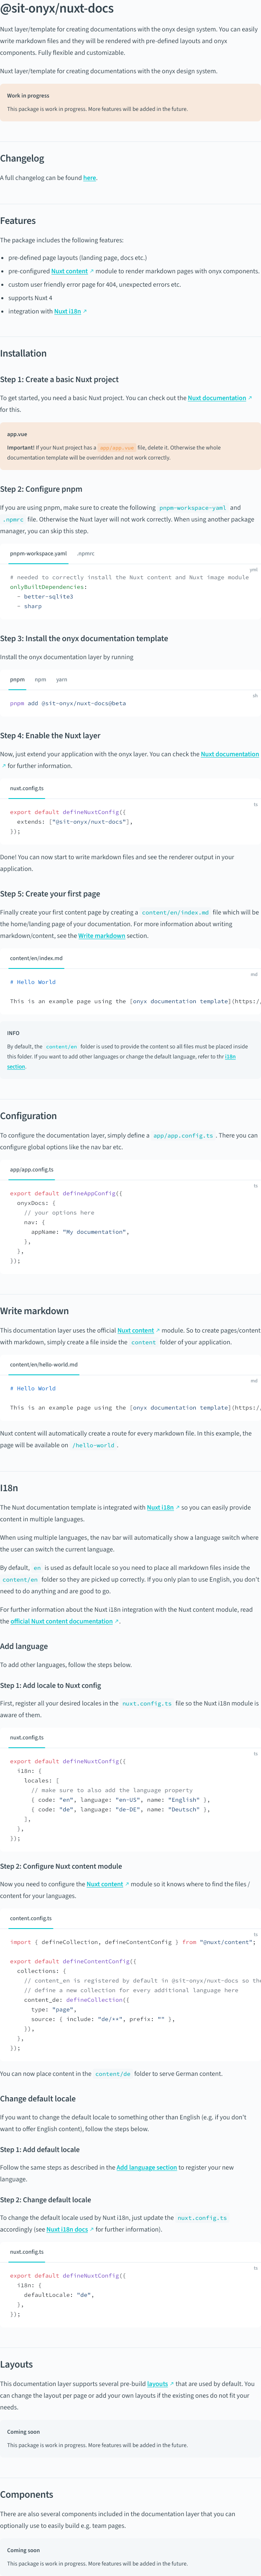 @sit-onyx/nuxt-docs
Nuxt layer/template for creating documentations with the onyx design system. You can easily
write markdown files and they will be rendered with pre-defined layouts and onyx
components. Fully flexible and customizable.
Nuxt layer/template for creating documentations with the onyx design system.
Work in progress
This package is work in progress. More features will be added in the future.
Changelog
A full changelog can be found here.
Features
The package includes the following features:
• pre-defined page layouts (landing page, docs etc.)
• pre-configured Nuxt content ↗ module to render markdown pages with onyx components.
• custom user friendly error page for 404, unexpected errors etc.
• supports Nuxt 4
• integration with Nuxt i18n ↗
Installation
Step 1: Create a basic Nuxt project
To get started, you need a basic Nuxt project. You can check out the Nuxt documentation ↗
for this.
app.vue
Important! If your Nuxt project has a app/app.vue file, delete it. Otherwise the whole
documentation template will be overridden and not work correctly.
Step 2: Configure pnpm
If you are using pnpm, make sure to create the following pnpm-workspace-yaml and
.npmrc file. Otherwise the Nuxt layer will not work correctly. When using another package
manager, you can skip this step.
pnpm-workspace.yaml .npmrc
yml
# needed to correctly install the Nuxt content and Nuxt image module
onlyBuiltDependencies:
- better-sqlite3
- sharp
Step 3: Install the onyx documentation template
Install the onyx documentation layer by running
pnpm npm yarn
sh
pnpm add @sit-onyx/nuxt-docs@beta
Step 4: Enable the Nuxt layer
Now, just extend your application with the onyx layer. You can check the Nuxt documentation
↗ for further information.
nuxt.config.ts
ts
export default defineNuxtConfig({
extends: ["@sit-onyx/nuxt-docs"],
});
Done! You can now start to write markdown files and see the renderer output in your
application.
Step 5: Create your first page
Finally create your first content page by creating a content/en/index.md file which will be
the home/landing page of your documentation. For more information about writing
markdown/content, see the Write markdown section.
content/en/index.md
md
# Hello World
This is an example page using the [onyx documentation template](https:/
INFO
By default, the content/en folder is used to provide the content so all files must be placed inside
this folder. If you want to add other languages or change the default language, refer to thr i18n
section.
Configuration
To configure the documentation layer, simply define a app/app.config.ts. There you can
configure global options like the nav bar etc.
app/app.config.ts
ts
export default defineAppConfig({
onyxDocs: {
// your options here
nav: {
appName: "My documentation",
},
},
});
Write markdown
This documentation layer uses the official Nuxt content ↗ module. So to create pages/content
with markdown, simply create a file inside the content folder of your application.
content/en/hello-world.md
md
# Hello World
This is an example page using the [onyx documentation template](https:/
Nuxt content will automatically create a route for every markdown file. In this example, the
page will be available on /hello-world.
I18n
The Nuxt documentation template is integrated with Nuxt i18n ↗ so you can easily provide
content in multiple languages.
When using multiple languages, the nav bar will automatically show a language switch where
the user can switch the current language.
By default, en is used as default locale so you need to place all markdown files inside the
content/en folder so they are picked up correctly. If you only plan to use English, you don't
need to do anything and are good to go.
For further information about the i18n integration with the Nuxt content module, read
the official Nuxt content documentation ↗.
Add language
To add other languages, follow the steps below.
Step 1: Add locale to Nuxt config
First, register all your desired locales in the nuxt.config.ts file so the Nuxt i18n module is
aware of them.
nuxt.config.ts
ts
export default defineNuxtConfig({
i18n: {
locales: [
// make sure to also add the language property
{ code: "en", language: "en-US", name: "English" },
{ code: "de", language: "de-DE", name: "Deutsch" },
],
},
});
Step 2: Configure Nuxt content module
Now you need to configure the Nuxt content ↗ module so it knows where to find the files /
content for your languages.
content.config.ts
ts
import { defineCollection, defineContentConfig } from "@nuxt/content";
export default defineContentConfig({
collections: {
// content_en is registered by default in @sit-onyx/nuxt-docs so the
// define a new collection for every additional language here
content_de: defineCollection({
type: "page",
source: { include: "de/**", prefix: "" },
}),
},
});
You can now place content in the content/de folder to serve German content.
Change default locale
If you want to change the default locale to something other than English (e.g. if you don't
want to offer English content), follow the steps below.
Step 1: Add default locale
Follow the same steps as described in the Add language section to register your new
language.
Step 2: Change default locale
To change the default locale used by Nuxt i18n, just update the nuxt.config.ts
accordingly (see Nuxt i18n docs ↗ for further information).
nuxt.config.ts
ts
export default defineNuxtConfig({
i18n: {
defaultLocale: "de",
},
});
Layouts
This documentation layer supports several pre-build layouts ↗ that are used by default. You
can change the layout per page or add your own layouts if the existing ones do not fit your
needs.
Coming soon
This package is work in progress. More features will be added in the future.
Components
There are also several components included in the documentation layer that you can
optionally use to easily build e.g. team pages.
Coming soon
This package is work in progress. More features will be added in the future.